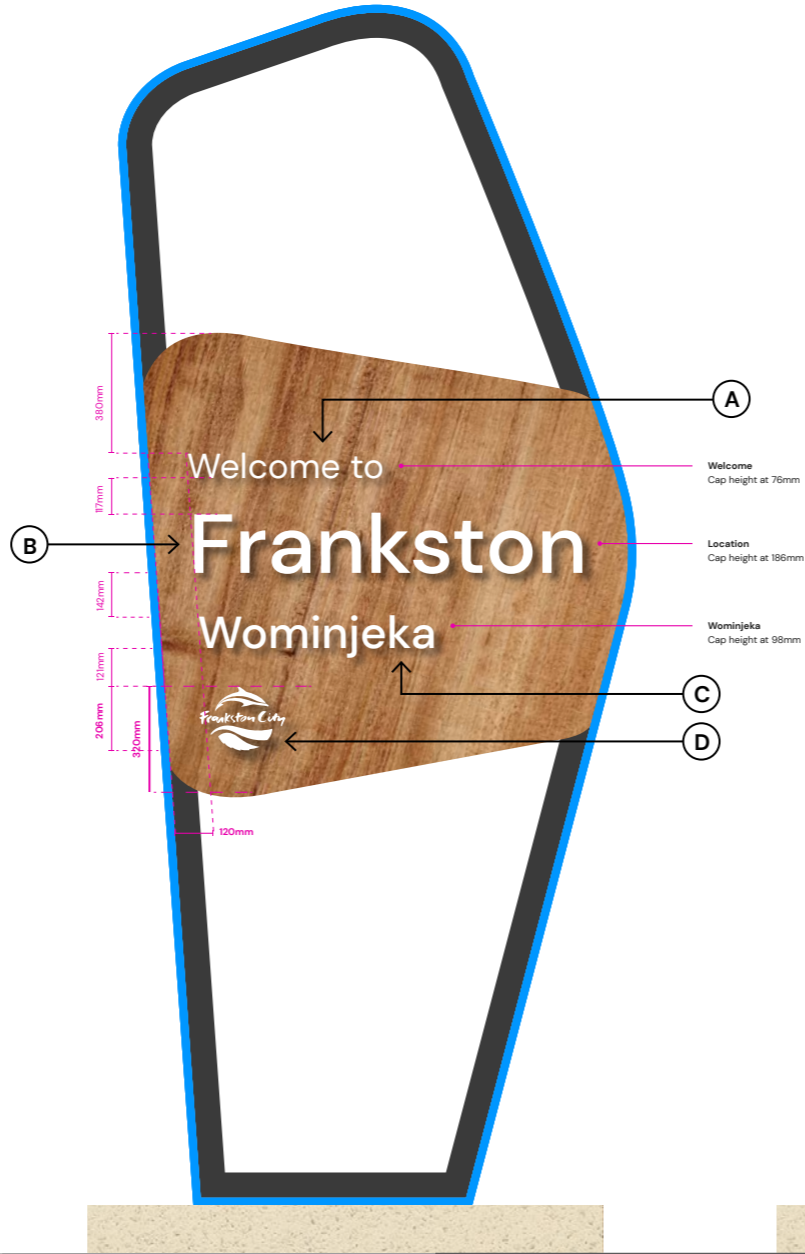 380mm
A
Welcome to
Welcome
Cap height at 76mm
117mm
B
Frankston
Location
Cap height at 186mm
142mm
Wominjeka
Wominjeka
Cap height at 98mm
121mm
C
206mm
320mm
Frankston City
D
120mm